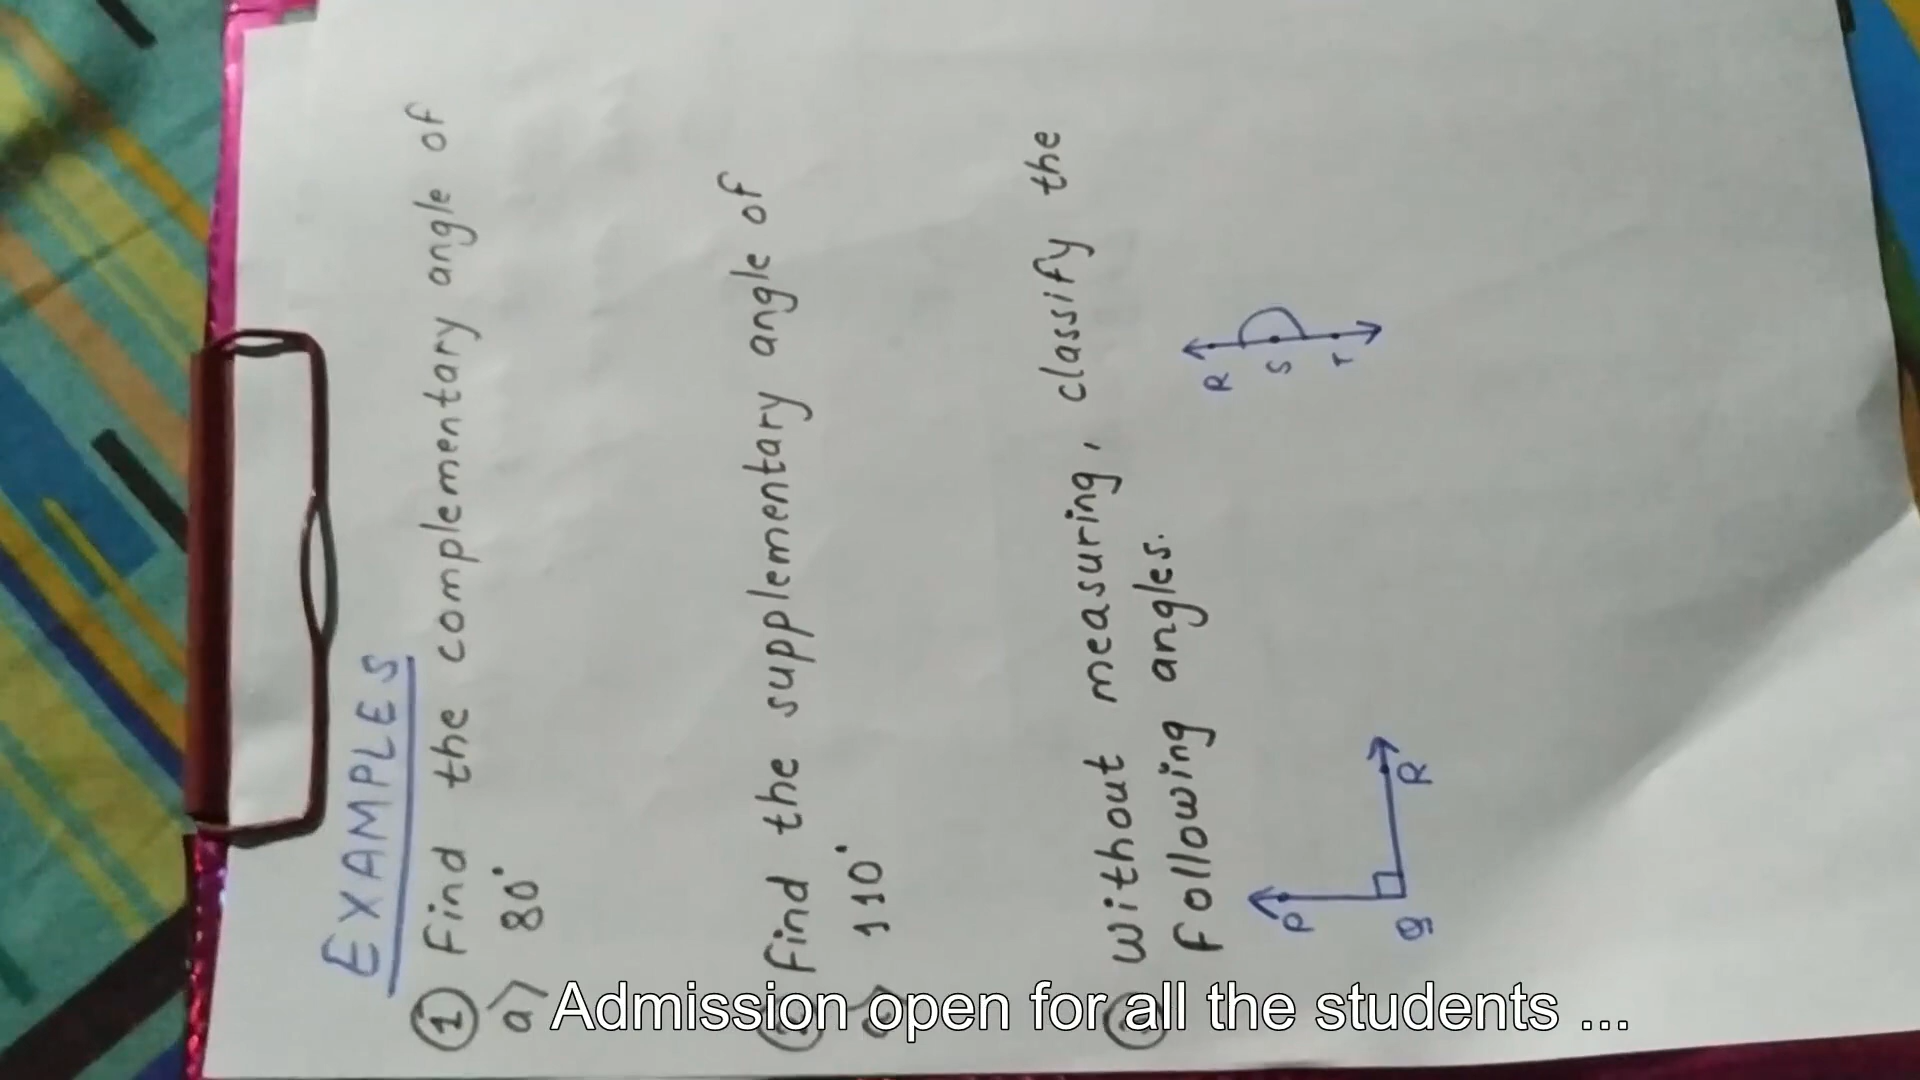 EXAMPLES
① Find the complementary angle of
a) 80°
Find the supplementary angle of
110°
without measuring, classify the
following angles.
P
Q
R
R
S
T
Admission open for all the students ...